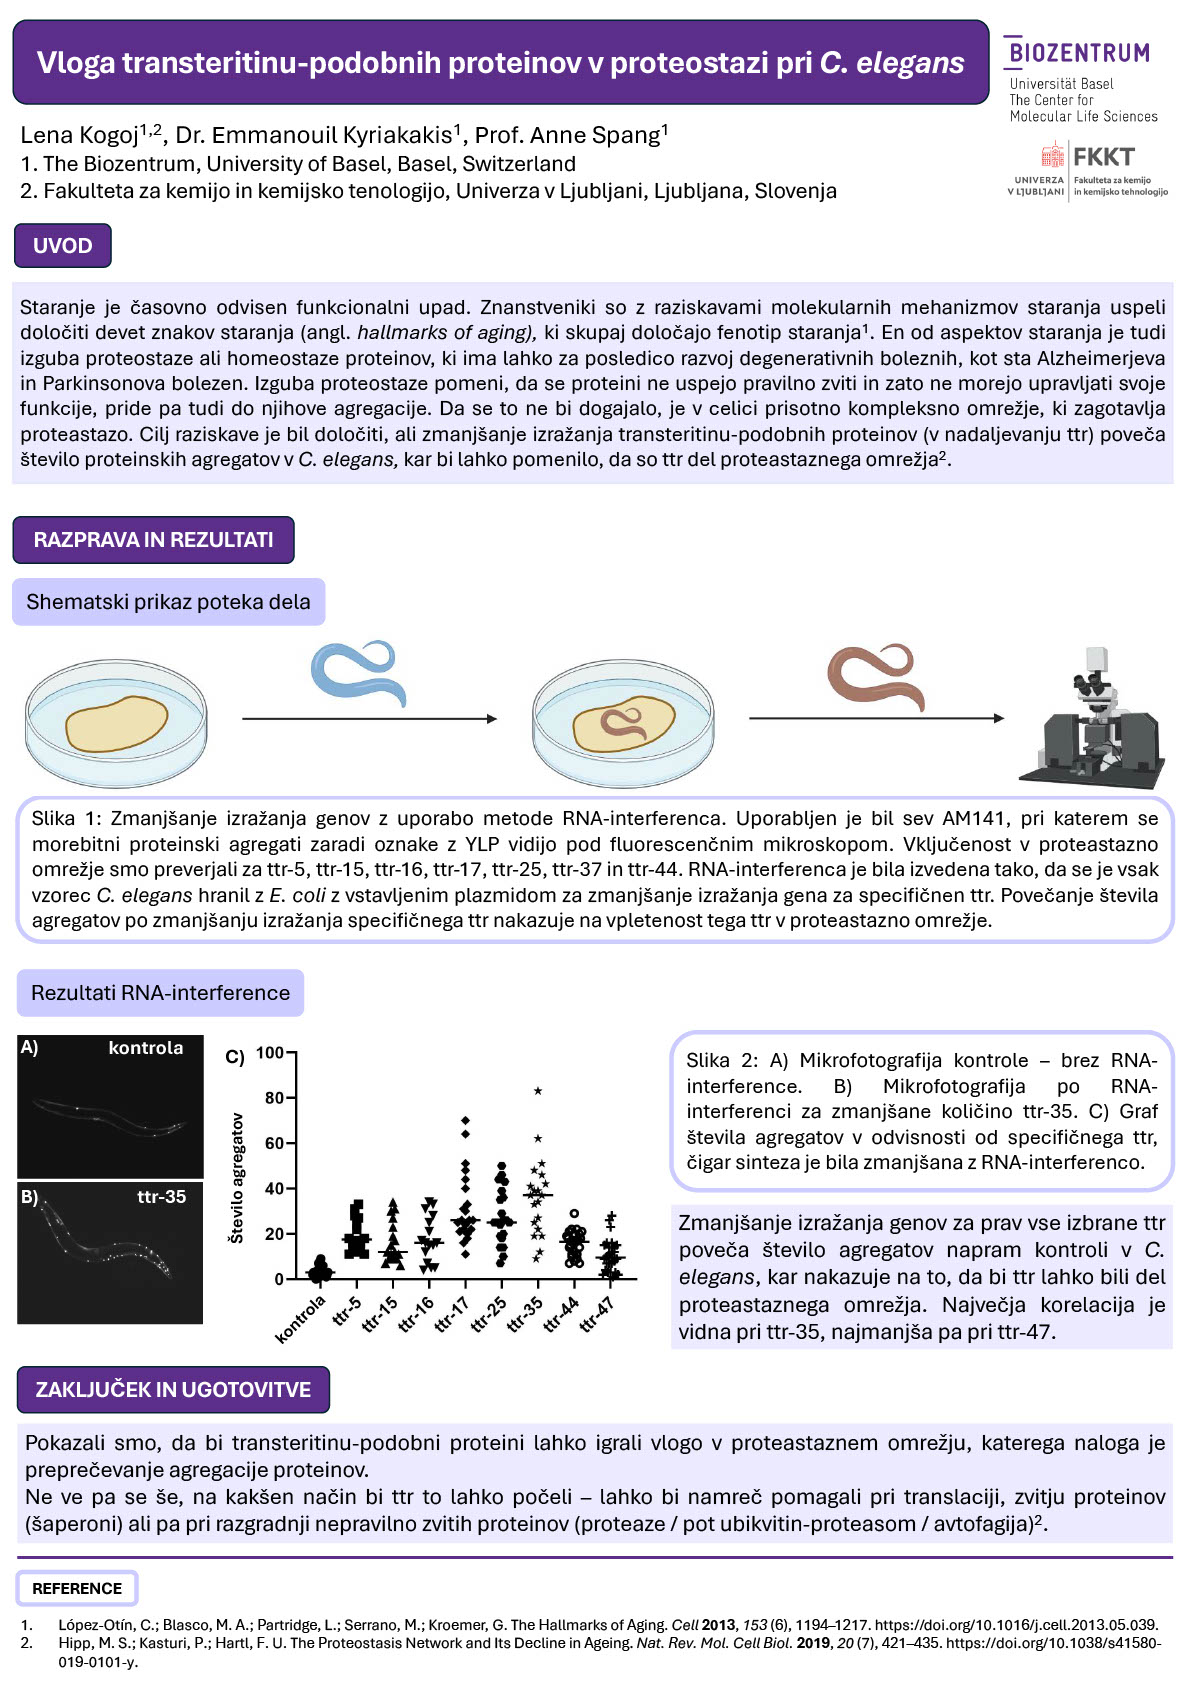 Vloga transteritinu-podobnih proteinov v proteostazi pri C. elegans
BIOZENTRUM
Universität Basel
The Center for
Molecular Life Sciences
UNIVERZA
V LJUBLJANI
FKKT
Fakulteta za kemijo
in kemijsko tehnologijo
Lena Kogoj1,2, Dr. Emmanouil Kyriakakis1, Prof. Anne Spang1
1. The Biozentrum, University of Basel, Basel, Switzerland
2. Fakulteta za kemijo in kemijsko tenologijo, Univerza v Ljubljani, Ljubljana, Slovenja
UVOD
Staranje je časovno odvisen funkcionalni upad. Znanstveniki so z raziskavami molekularnih mehanizmov staranja uspeli
določiti devet znakov staranja (angl. hallmarks of aging), ki skupaj določajo fenotip staranja1. En od aspektov staranja je tudi
izguba proteostaze ali homeostaze proteinov, ki ima lahko za posledico razvoj degenerativnih boleznih, kot sta Alzheimerjeva
in Parkinsonova bolezen. Izguba proteostaze pomeni, da se proteini ne uspejo pravilno zviti in zato ne morejo upravljati svoje
funkcije, pride pa tudi do njihove agregacije. Da se to ne bi dogajalo, je v celici prisotno kompleksno omrežje, ki zagotavlja
proteastazo. Cilj raziskave je bil določiti, ali zmanjšanje izražanja transteritinu-podobnih proteinov (v nadaljevanju ttr) poveča
število proteinskih agregatov v C. elegans, kar bi lahko pomenilo, da so ttr del proteastaznega omrežja2.
RAZPRAVA IN REZULTATI
Shematski prikaz poteka dela
Slika 1: Zmanjšanje izražanja genov z uporabo metode RNA-interferenca. Uporabljen je bil sev AM141, pri katerem se
morebitni proteinski agregati zaradi oznake z YLP vidijo pod fluorescenčnim mikroskopom. Vključenost v proteastazno
omrežje smo preverjali za ttr-5, ttr-15, ttr-16, ttr-17, ttr-25, ttr-37 in ttr-44. RNA-interferenca je bila izvedena tako, da se je vsak
vzorec C. elegans hranil z E. coli z vstavljenim plazmidom za zmanjšanje izražanja gena za specifičnen ttr. Povečanje števila
agregatov po zmanjšanju izražanja specifičnega ttr nakazuje na vpletenost tega ttr v proteastazno omrežje.
Rezultati RNA-interference
A) kontrola
B) ttr-35
C)
Število agregatov
100
80
60
40
20
0
kontrola
ttr-5
ttr-15
ttr-16
ttr-17
ttr-25
ttr-35
ttr-44
ttr-47
Slika 2: A) Mikrofotografija kontrole – brez RNA-
interference. B) Mikrofotografija po RNA-
interferenci za zmanjšane količino ttr-35. C) Graf
števila agregatov v odvisnosti od specifičnega ttr,
čigar sinteza je bila zmanjšana z RNA-interferenco.
Zmanjšanje izražanja genov za prav vse izbrane ttr
poveča število agregatov napram kontroli v C.
elegans, kar nakazuje na to, da bi ttr lahko bili del
proteastaznega omrežja. Največja korelacija je
vidna pri ttr-35, najmanjša pa pri ttr-47.
ZAKLJUČEK IN UGOTOVITVE
Pokazali smo, da bi transteritinu-podobni proteini lahko igrali vlogo v proteastaznem omrežju, katerega naloga je
preprečevanje agregacije proteinov.
Ne ve pa se še, na kakšen način bi ttr to lahko počeli – lahko bi namreč pomagali pri translaciji, zvitju proteinov
(šaperoni) ali pa pri razgradnji nepravilno zvitih proteinov (proteaze / pot ubikvitin-proteasom / avtofagija)2.
REFERENCE
1. López-Otín, C.; Blasco, M. A.; Partridge, L.; Serrano, M.; Kroemer, G. The Hallmarks of Aging. Cell 2013, 153 (6), 1194–1217. https://doi.org/10.1016/j.cell.2013.05.039.
2. Hipp, M. S.; Kasturi, P.; Hartl, F. U. The Proteostasis Network and Its Decline in Ageing. Nat. Rev. Mol. Cell Biol. 2019, 20 (7), 421–435. https://doi.org/10.1038/s41580-
019-0101-y.